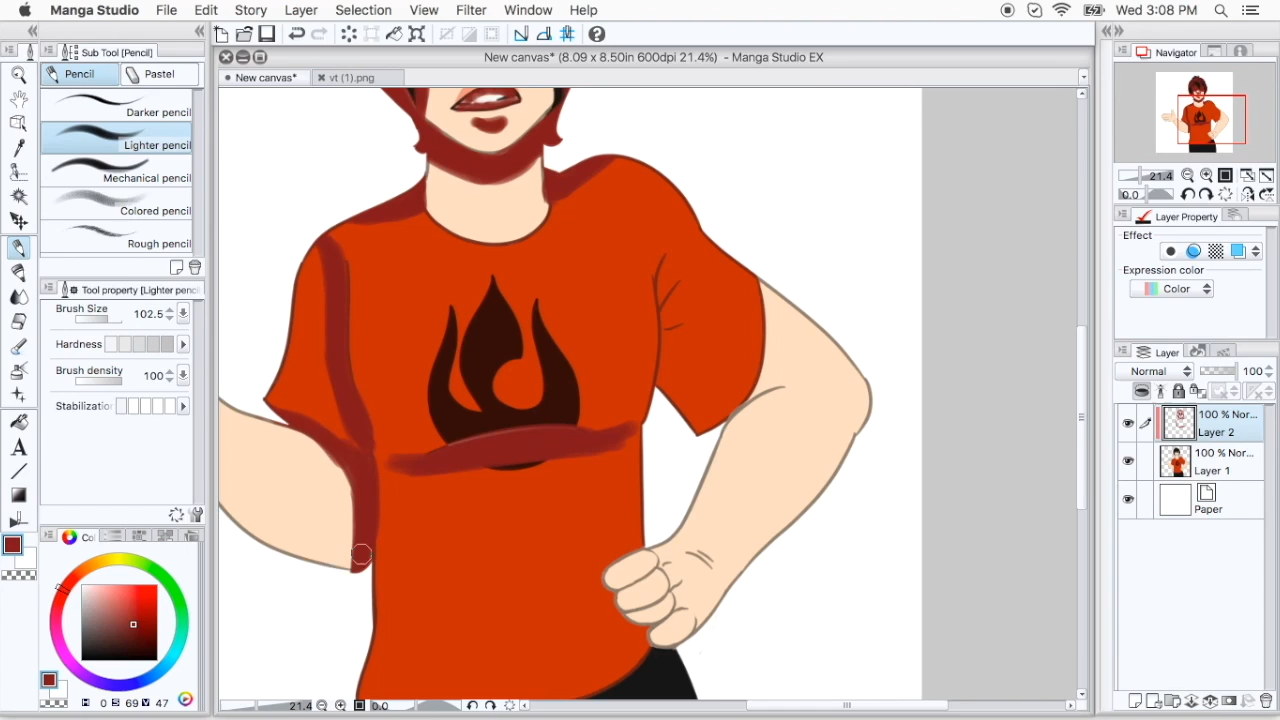 Manga Studio File Edit Story Layer Selection View Filter Window Help Wed 3:08 PM
New canvas* (8.09 x 8.50in 600dpi 21.4%) - Manga Studio EX
Sub Tool [Pencil]
Pencil Pastel
New canvas* vt (1).png
Darker pencil
Lighter pencil
Mechanical pencil
Colored pencil
Rough pencil
Tool property [Lighter penci
Brush Size 102.5
Hardness
Brush density 100
Stabilizatio
Navigator
21.4
0.0
Layer Property
Effect
Expression color
Color
Layer
Normal 100
100 % Nor...
Layer 2
100 % Nor...
Layer 1
Paper
H 0 S 69 V 47
21.4 0.0